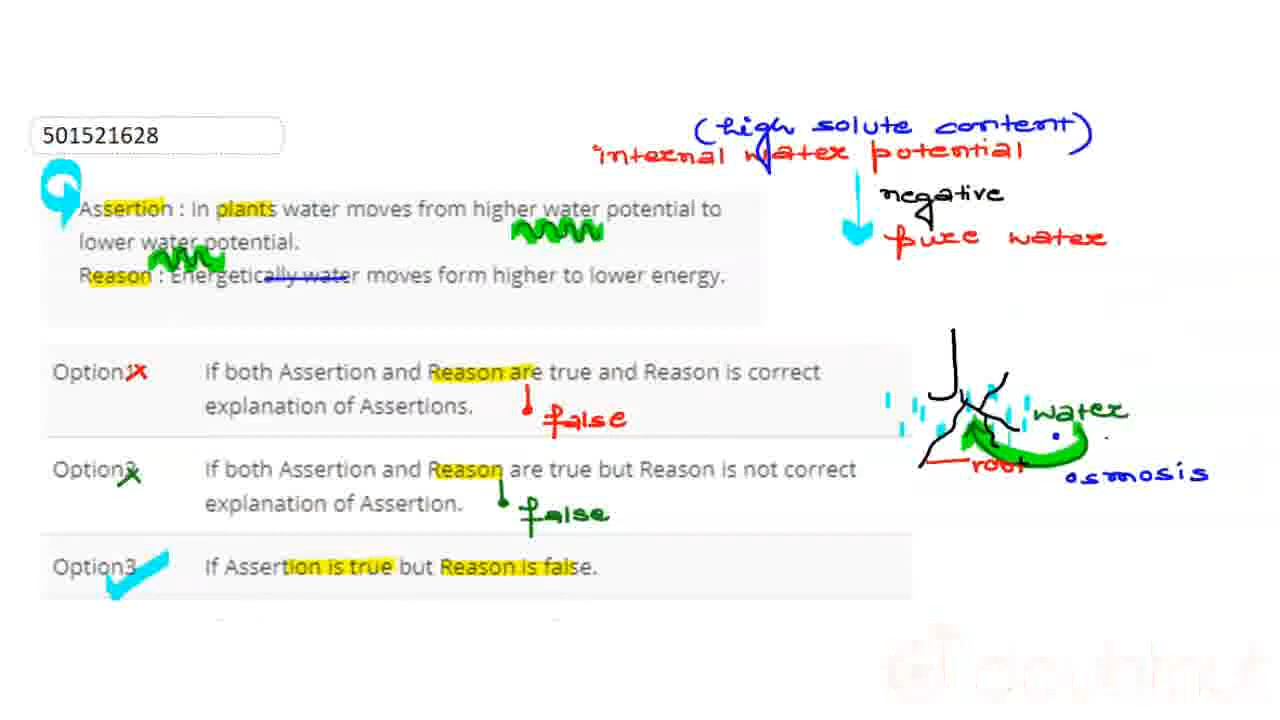 501521628
(high solute content)
internal water potential
negative
pure water
Assertion : In plants water moves from higher water potential to
lower water potential.
Reason : Energetically water moves form higher to lower energy.
Option1 If both Assertion and Reason are true and Reason is correct
explanation of Assertions.
false
water
root
osmosis
Option2 If both Assertion and Reason are true but Reason is not correct
explanation of Assertion.
false
Option3 If Assertion is true but Reason is false.
doubtnut